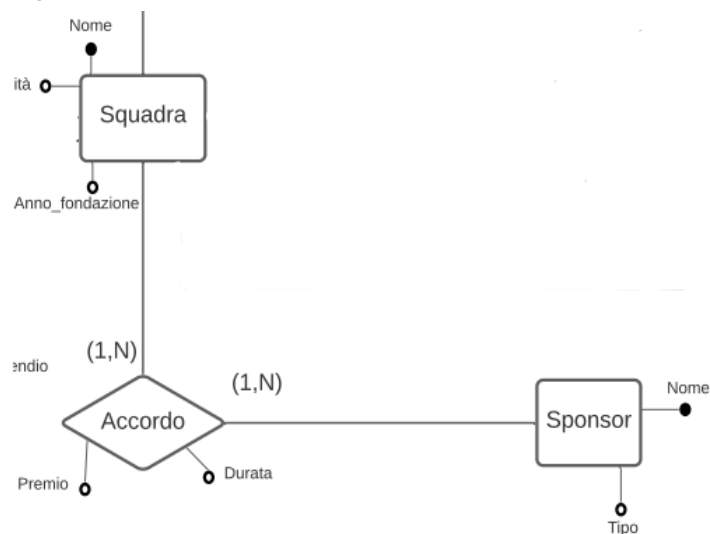 Nome
ità
Squadra
Anno_fondazione
(1,N)
endio
(1,N)
Nome
Accordo
Sponsor
Premio
Durata
Tipo